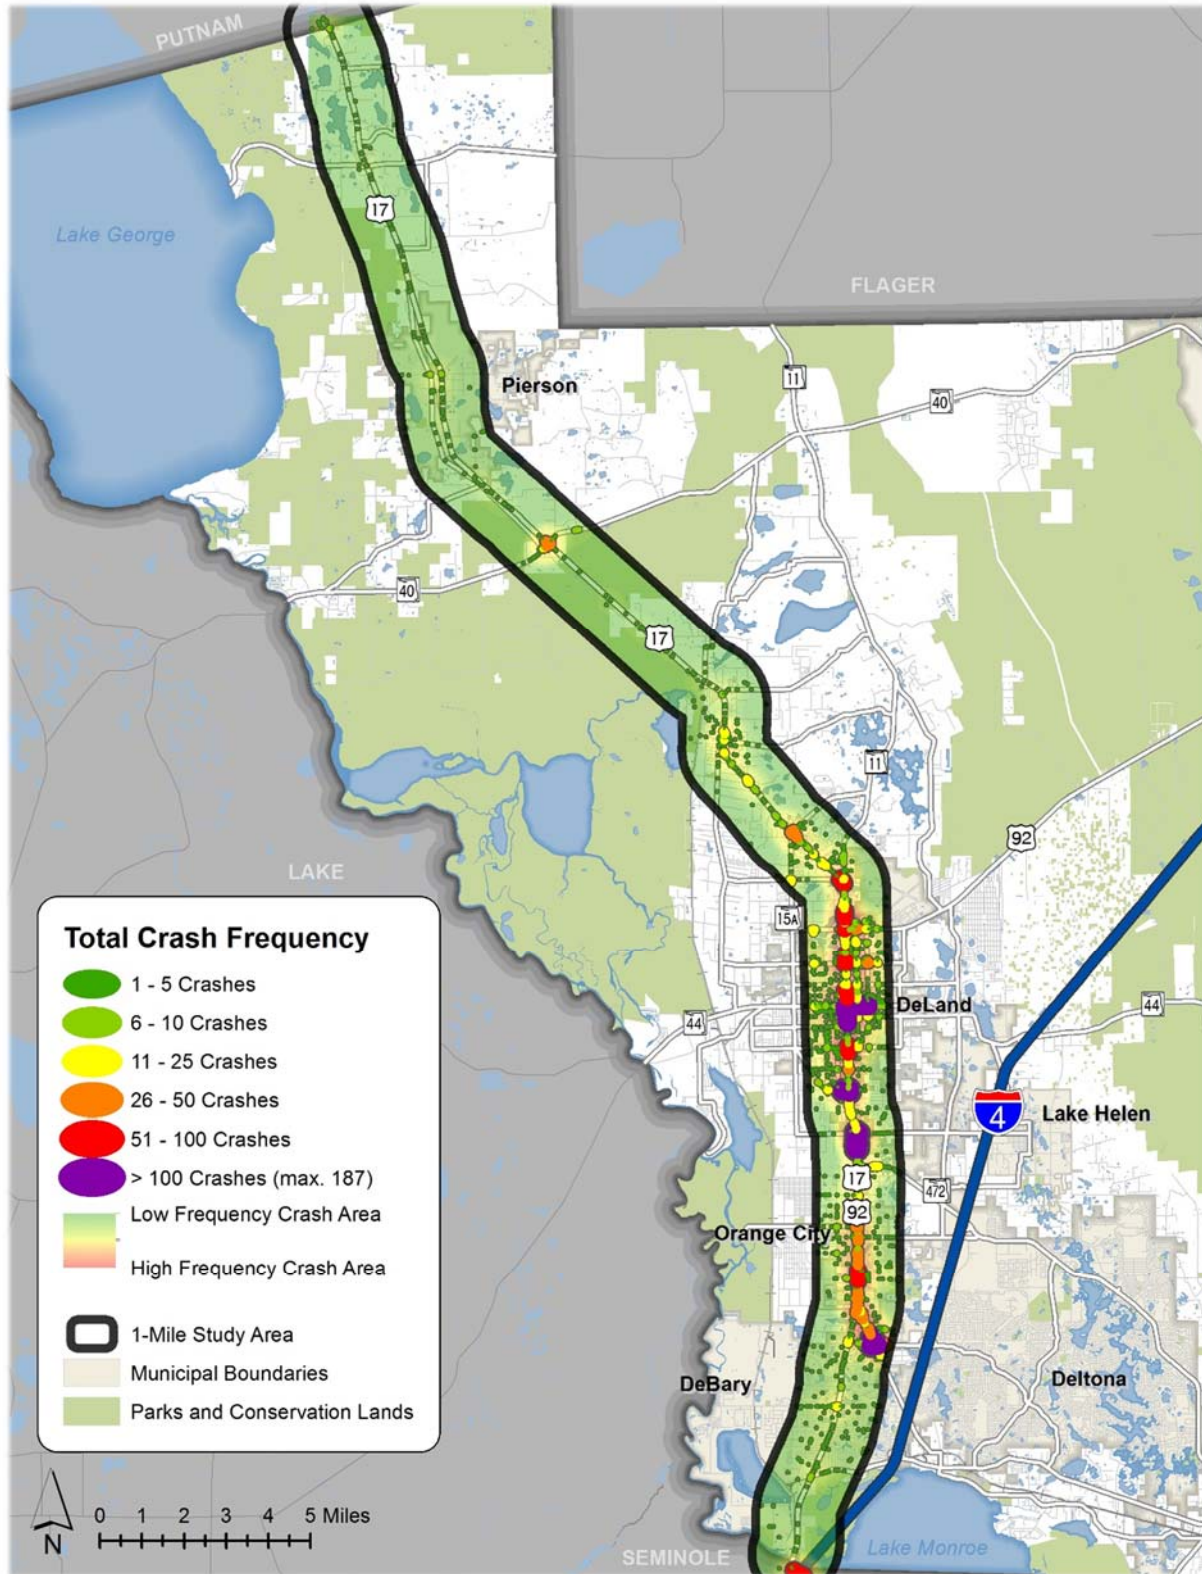 PUTNAM
17
Lake George
FLAGER
Pierson
11
40
40
17
11
92
LAKE
15A
DeLand
44
44
4
Lake Helen
17
472
92
Orange City
DeBary
Deltona
Total Crash Frequency
1 - 5 Crashes
6 - 10 Crashes
11 - 25 Crashes
26 - 50 Crashes
51 - 100 Crashes
> 100 Crashes (max. 187)
Low Frequency Crash Area
High Frequency Crash Area
1-Mile Study Area
Municipal Boundaries
Parks and Conservation Lands
N
0 1 2 3 4 5 Miles
SEMINOLE
Lake Monroe